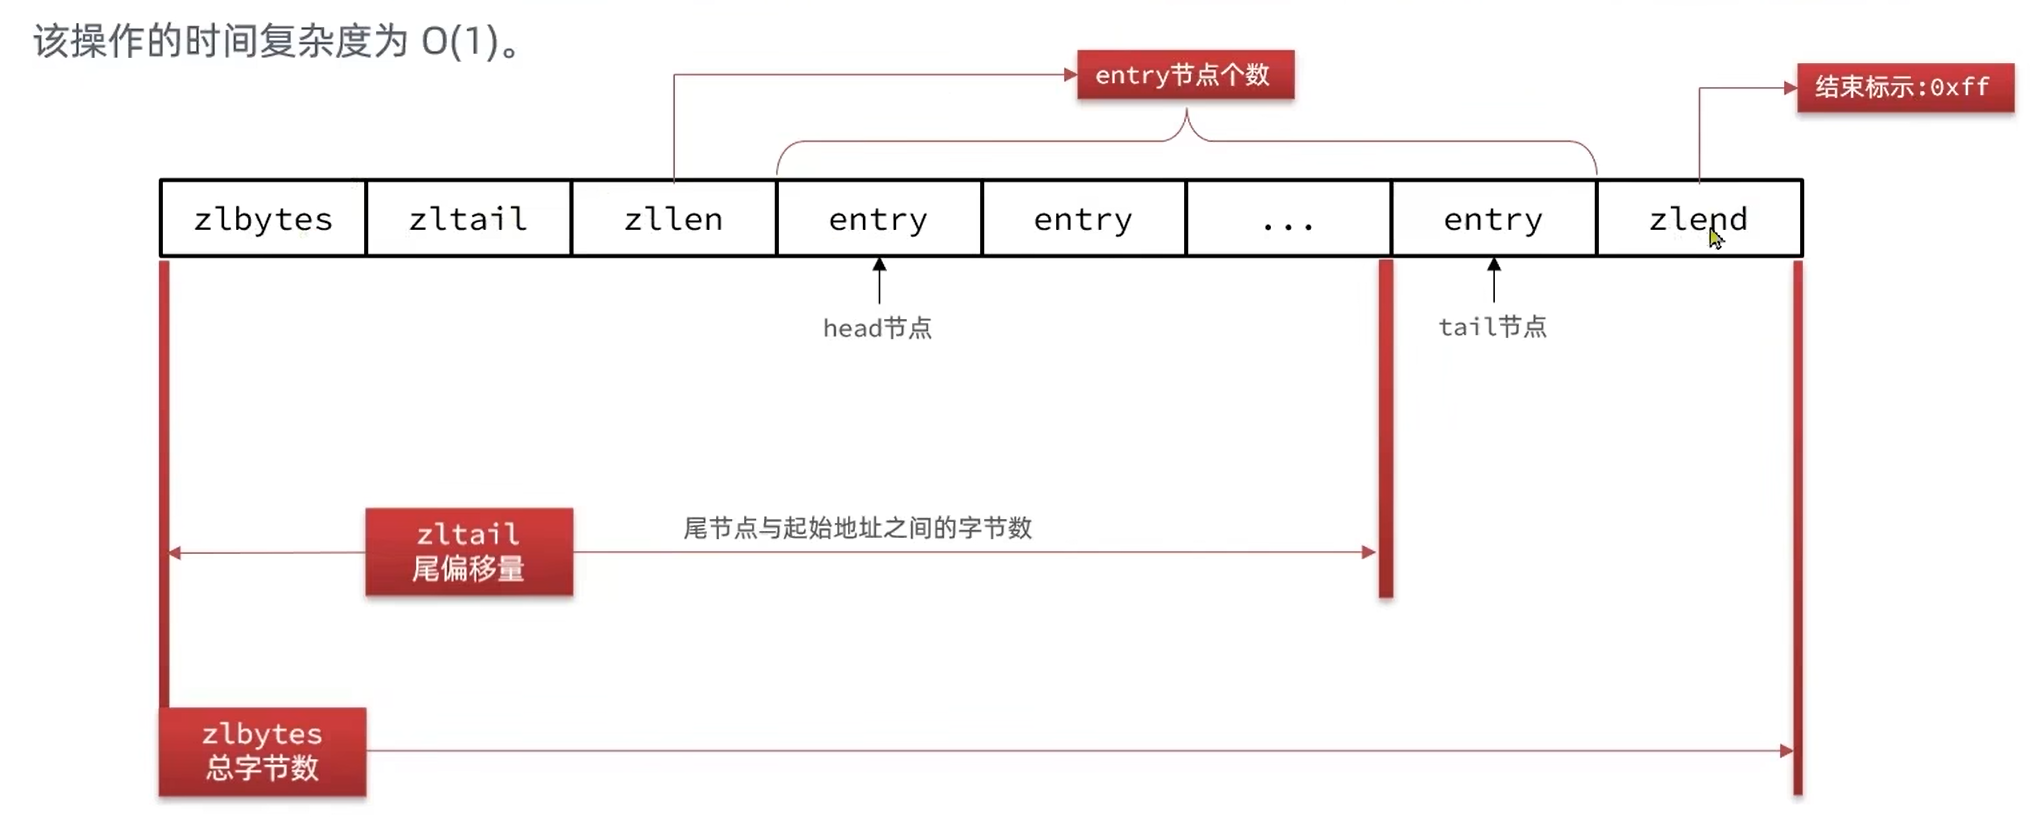 该操作的时间复杂度为 O(1)。
entry节点个数
结束标示:0xff
zlbytes
zltail
zllen
entry
entry
...
entry
zlend
head节点
tail节点
zltail
尾偏移量
尾节点与起始地址之间的字节数
zlbytes
总字节数